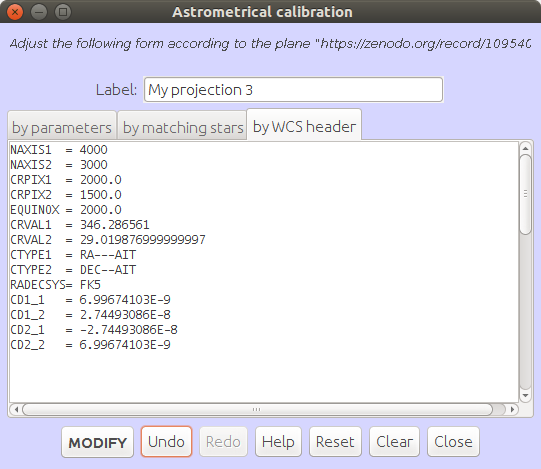 Astrometrical calibration
Adjust the following form according to the plane "https://zenodo.org/record/109540
Label: My projection 3
by parameters by matching stars by WCS header
NAXIS1 = 4000
NAXIS2 = 3000
CRPIX1 = 2000.0
CRPIX2 = 1500.0
EQUINOX = 2000.0
CRVAL1 = 346.286561
CRVAL2 = 29.019876999999997
CTYPE1 = RA---AIT
CTYPE2 = DEC--AIT
RADECSYS= FK5
CD1_1 = 6.99674103E-9
CD1_2 = 2.74493086E-8
CD2_1 = -2.74493086E-8
CD2_2 = 6.99674103E-9
MODIFY Undo Redo Help Reset Clear Close